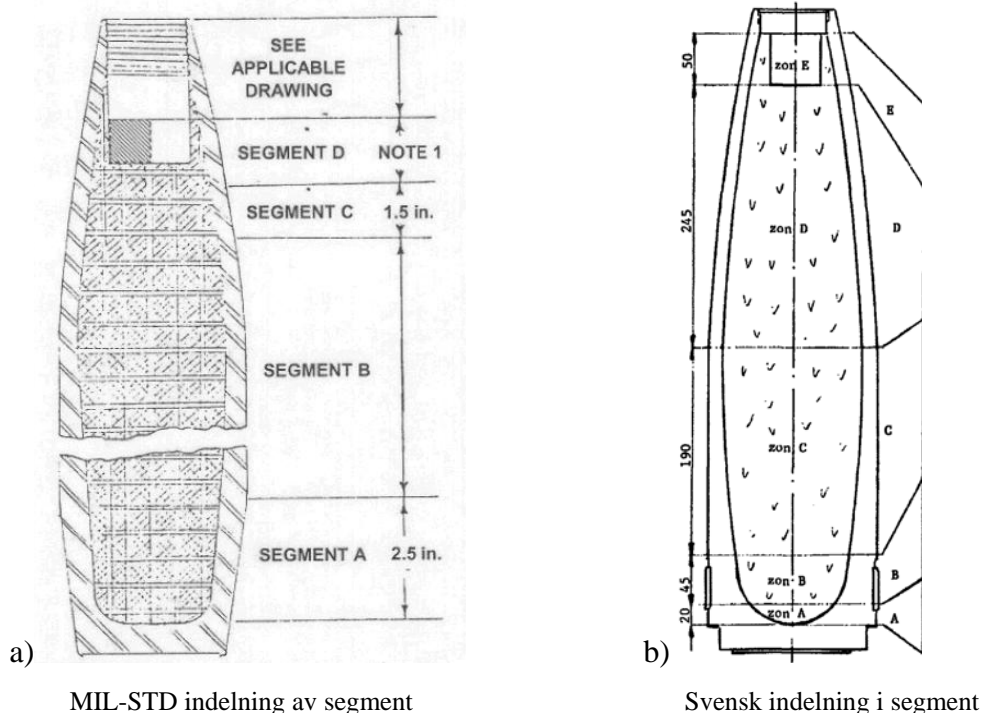 SEE
APPLICABLE
DRAWING
SEGMENT D NOTE 1
SEGMENT C 1.5 in.
SEGMENT B
SEGMENT A 2.5 in.
a)
MIL-STD indelning av segment
50
zon E
E
245
zon D
D
190
zon C
C
45
zon B
B
20
zon A
A
b)
Svensk indelning i segment